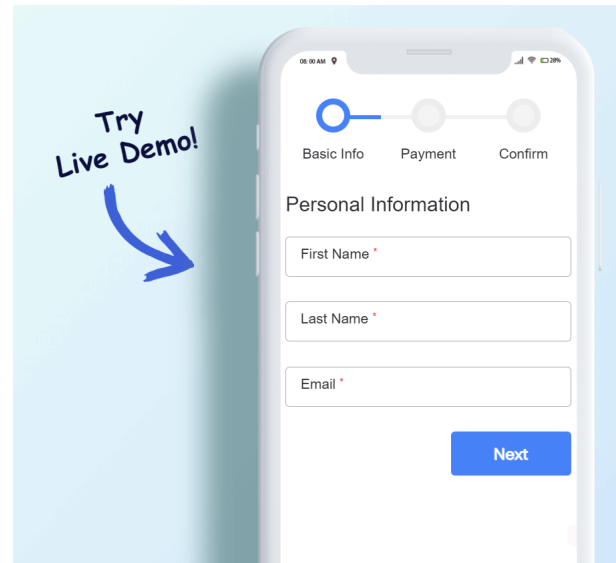 08:00 AM 28%
Try
Live Demo!
Basic Info Payment Confirm
Personal Information
First Name *
Last Name *
Email *
Next